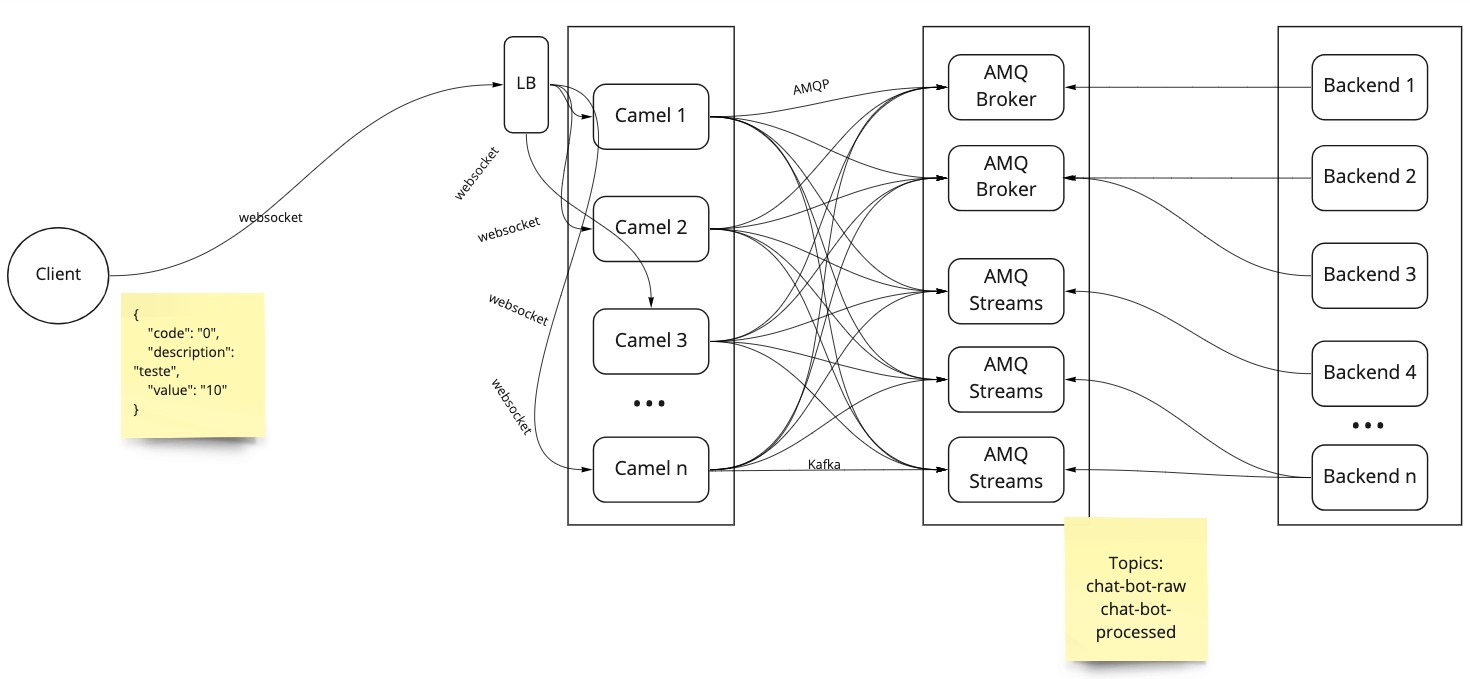 Client
websocket
{
"code": "0",
"description":
"teste",
"value": "10"
}
LB
websocket
websocket
websocket
websocket
Camel 1
Camel 2
Camel 3
...
Camel n
AMQP
Kafka
AMQ
Broker
AMQ
Broker
AMQ
Streams
AMQ
Streams
AMQ
Streams
Topics:
chat-bot-raw
chat-bot-
processed
Backend 1
Backend 2
Backend 3
Backend 4
...
Backend n